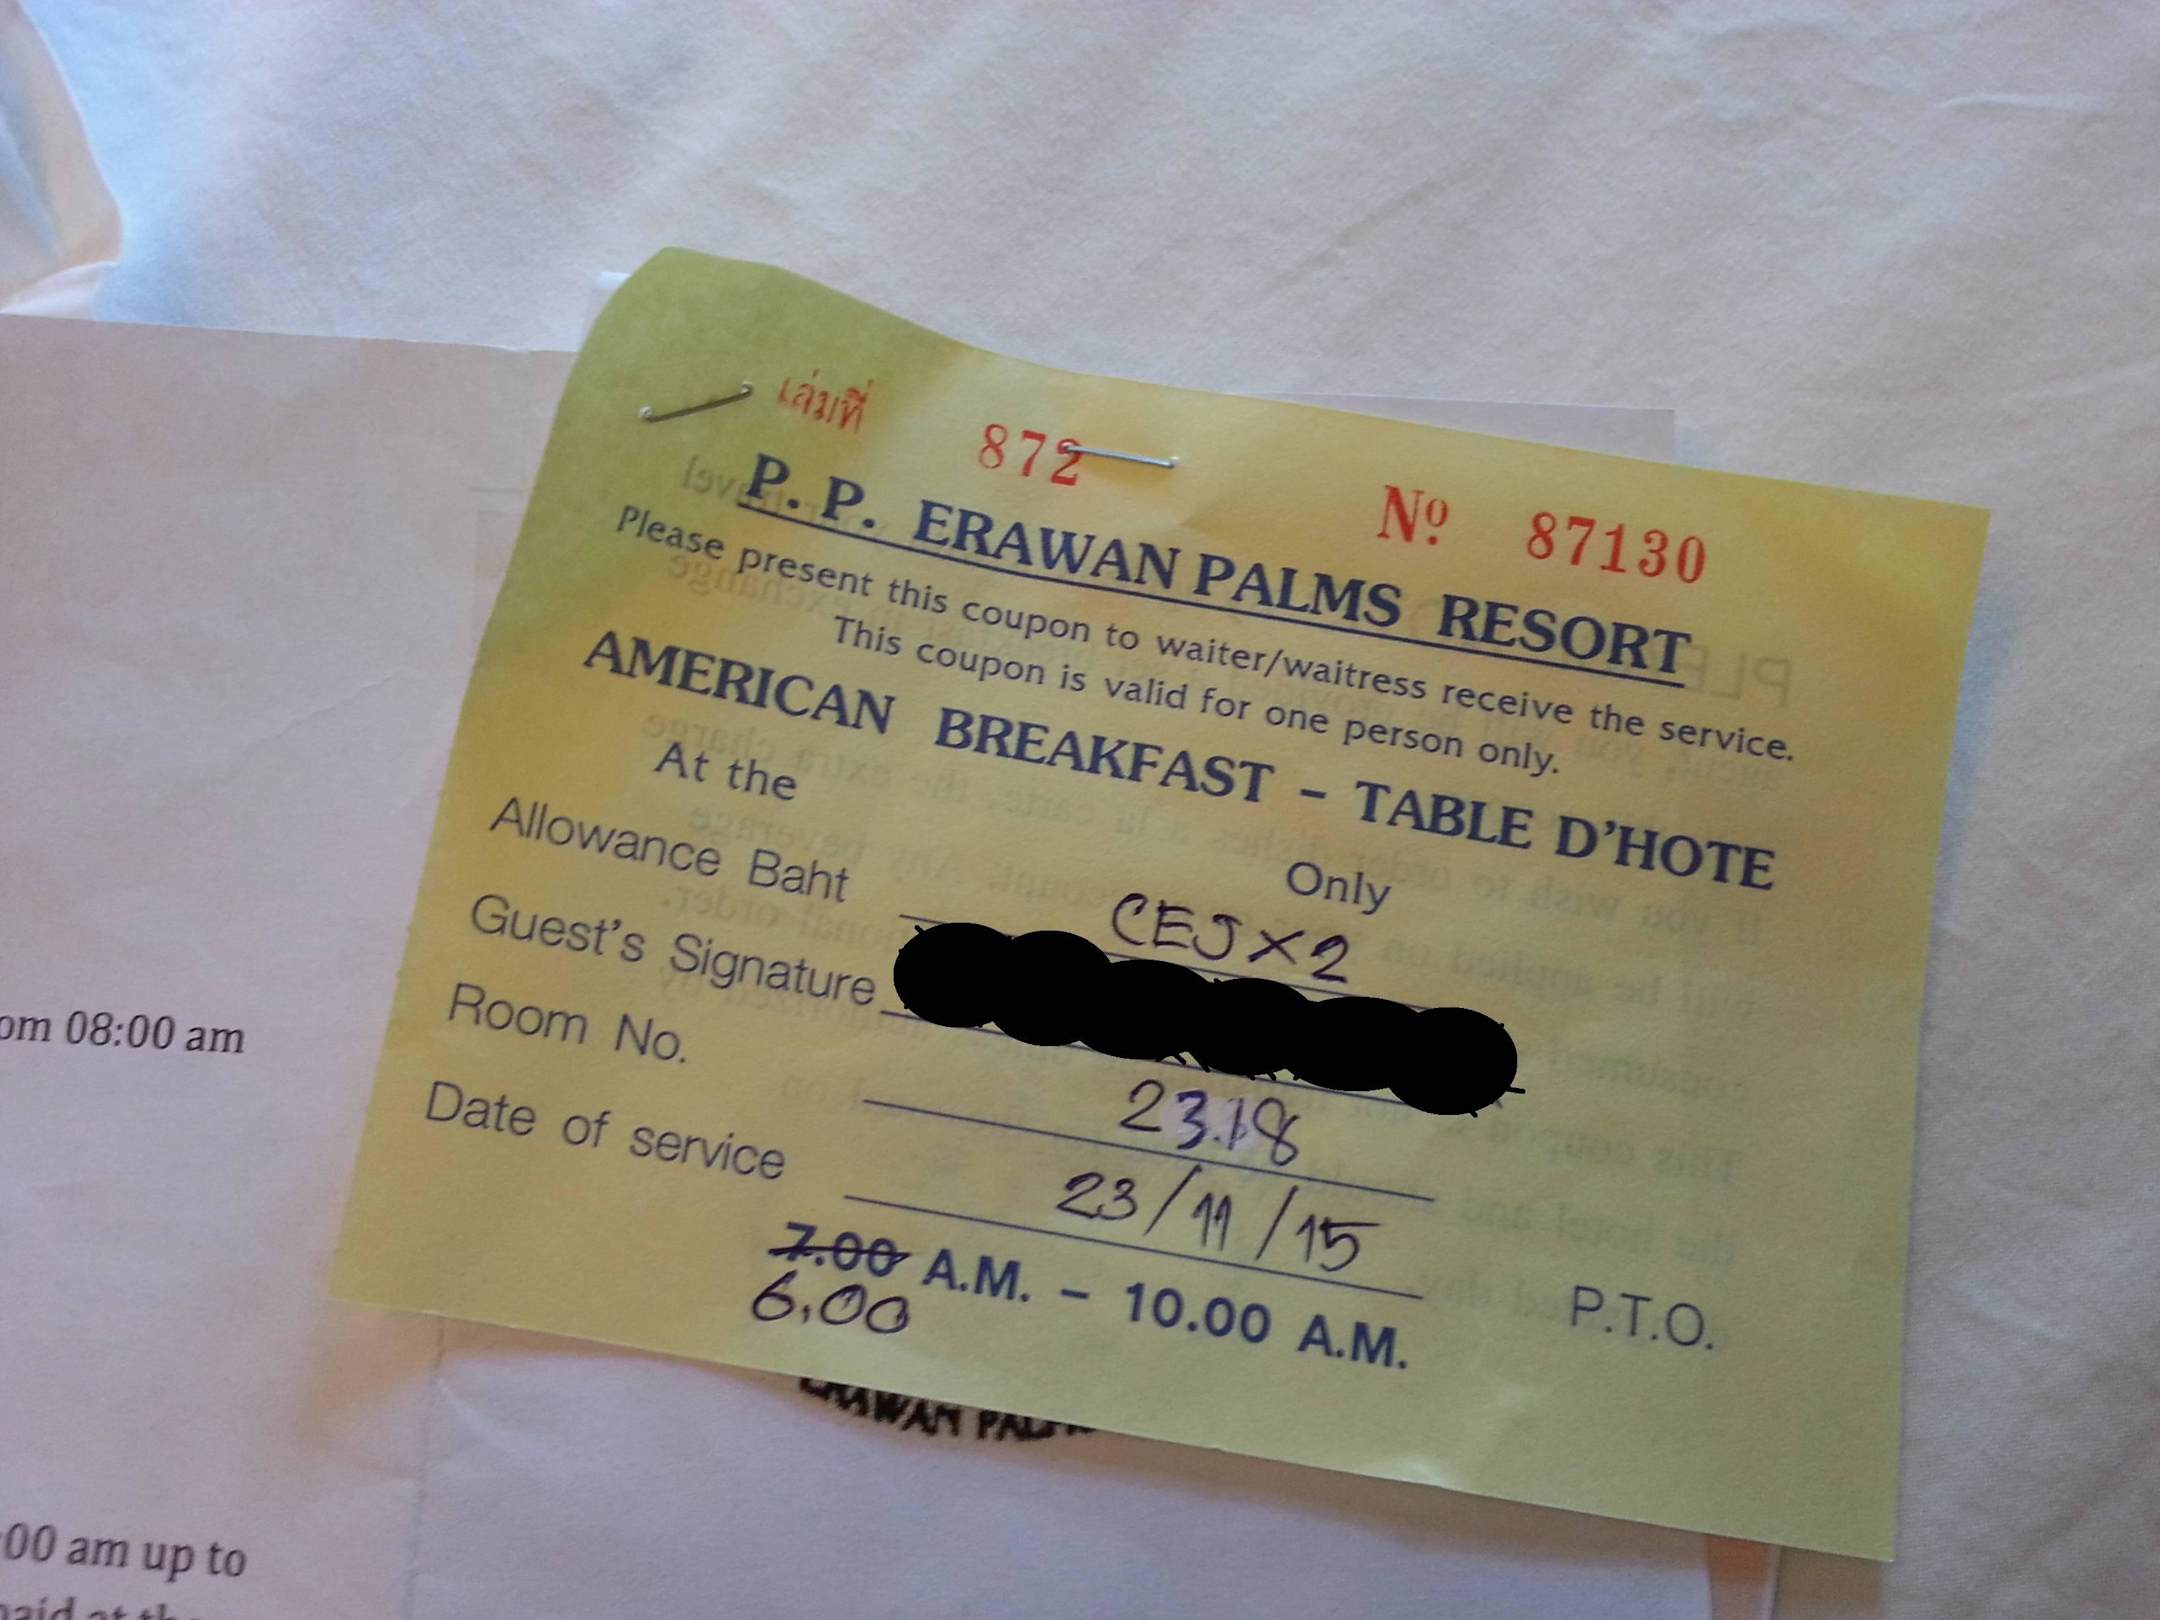 เล่มที่ 872 Nº 87130
P. P. ERAWAN PALMS RESORT
Please present this coupon to waiter/waitress receive the service.
This coupon is valid for one person only.
AMERICAN BREAKFAST – TABLE D'HOTE
At the Only
Allowance Baht CEJ X 2
Guest's Signature
Room No. 2318
Date of service 23/11/15
7.00 A.M. – 10.00 A.M.
6.00
P.T.O.
ERAWAN
08:00 am
00 am up to